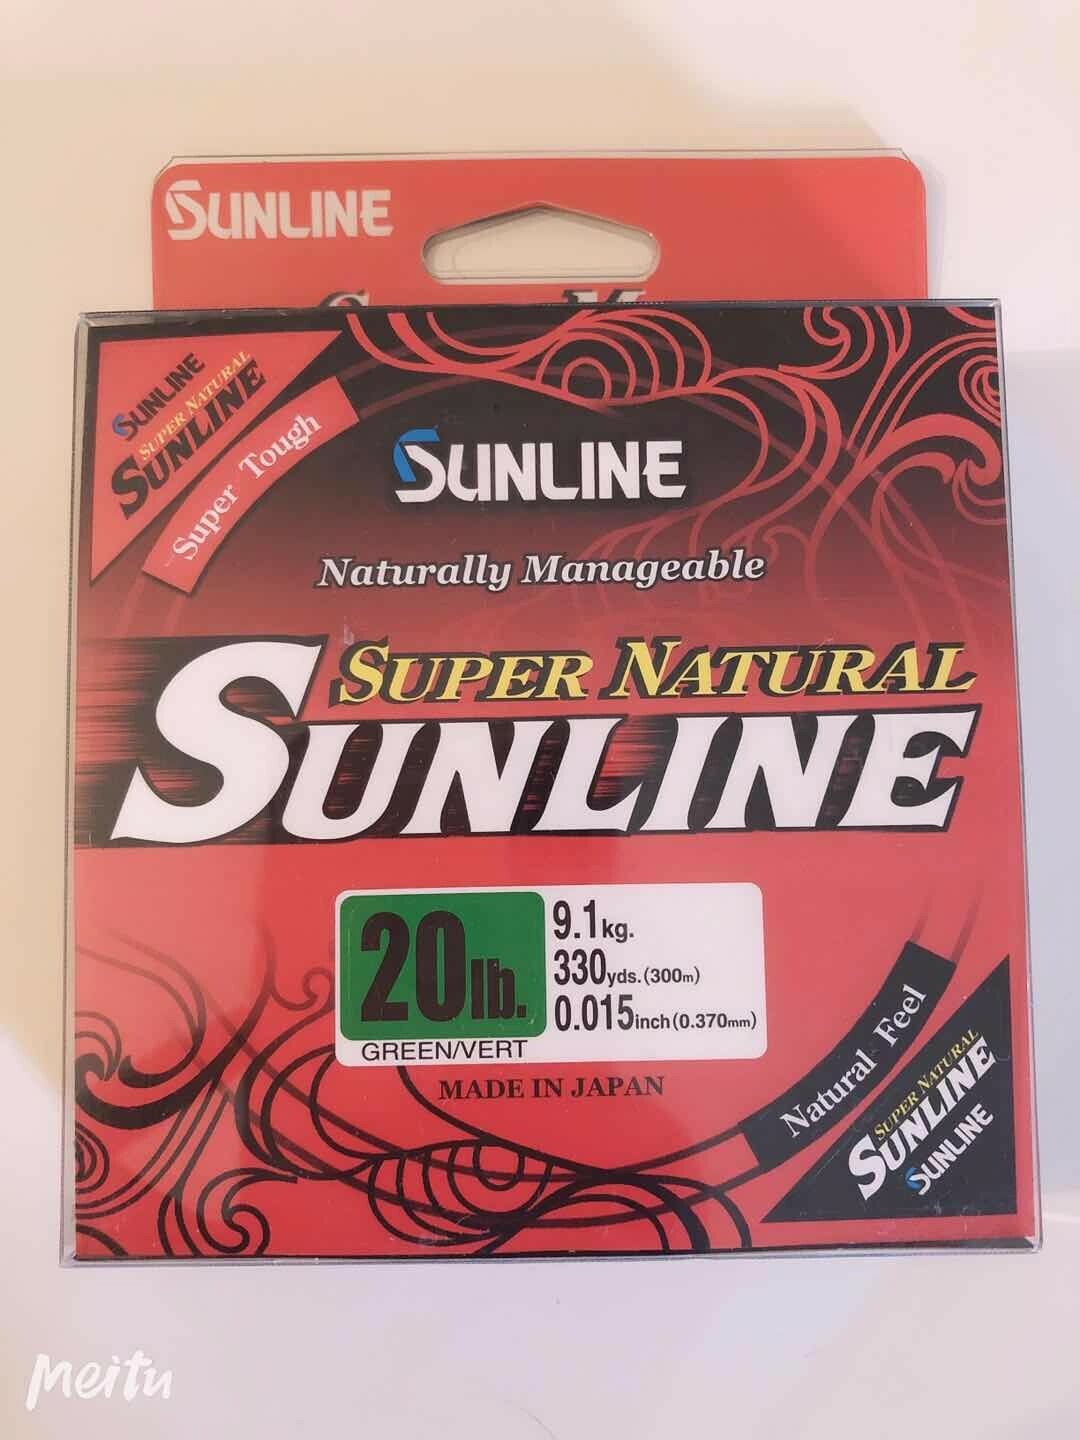 SUNLINE
SUNLINE
SUPER NATURAL
SUNLINE
Super Tough
SUNLINE
Naturally Manageable
SUPER NATURAL
SUNLINE
20lb.
9.1kg.
330yds.(300m)
0.015inch(0.370mm)
GREEN/VERT
MADE IN JAPAN
Natural Feel
SUPER NATURAL
SUNLINE
SUNLINE
Meitu